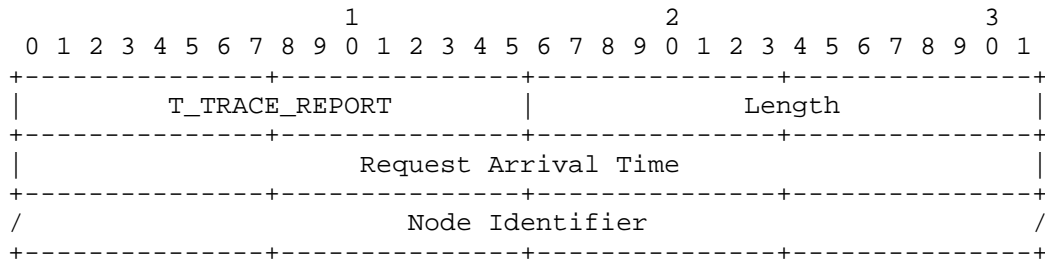 1                   2                   3
 0 1 2 3 4 5 6 7 8 9 0 1 2 3 4 5 6 7 8 9 0 1 2 3 4 5 6 7 8 9 0 1
+---------------+---------------+---------------+---------------+
|         T_TRACE_REPORT        |             Length            |
+---------------+---------------+---------------+---------------+
|                     Request Arrival Time                      |
+---------------+---------------+---------------+---------------+
/                        Node Identifier                        /
+---------------+---------------+---------------+---------------+